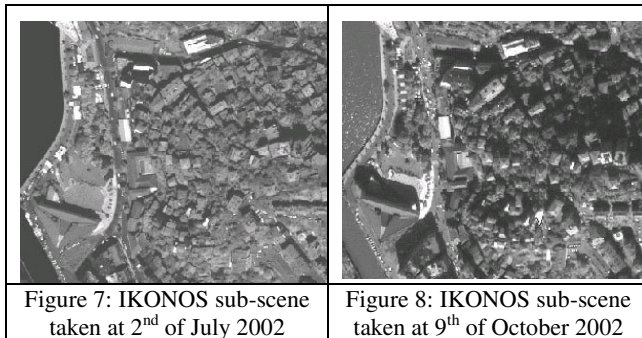 Figure 7: IKONOS sub-scene
taken at 2nd of July 2002
Figure 8: IKONOS sub-scene
taken at 9th of October 2002